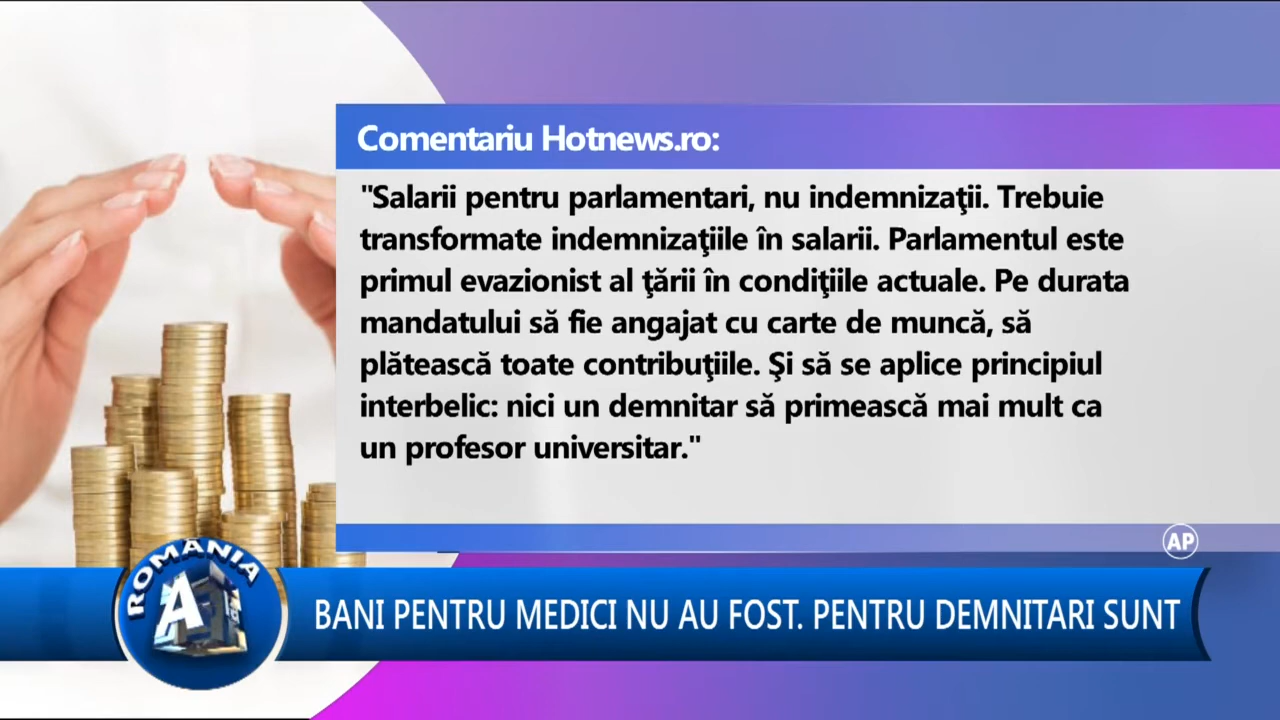 Comentariu Hotnews.ro:
"Salarii pentru parlamentari, nu indemnizaţii. Trebuie
transformate indemnizaţiile în salarii. Parlamentul este
primul evazionist al ţării în condiţiile actuale. Pe durata
mandatului să fie angajat cu carte de muncă, să
plătească toate contribuţiile. Şi să se aplice principiul
interbelic: nici un demnitar să primească mai mult ca
un profesor universitar."
AP
ROMÂNIA
A
BANI PENTRU MEDICI NU AU FOST. PENTRU DEMNITARI SUNT